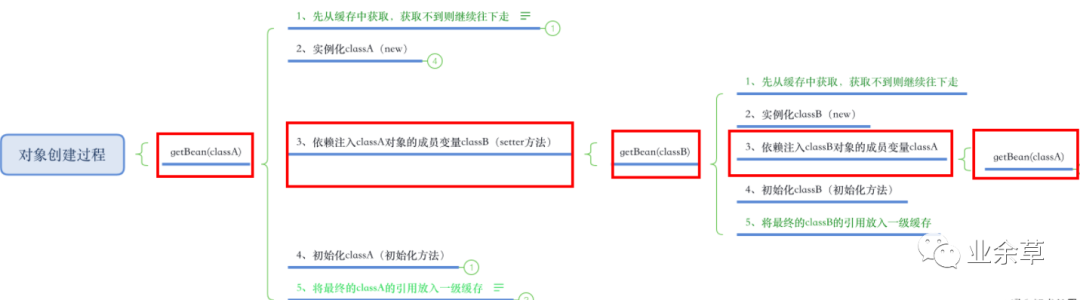 对象创建过程
getBean(classA)
1、先从缓存中获取，获取不到则继续往下走
1
2、实例化classA（new）
4
3、依赖注入classA对象的成员变量classB（setter方法）
4、初始化classA（初始化方法）
1
5、将最终的classA的引用放入一级缓存
getBean(classB)
1、先从缓存中获取，获取不到则继续往下走
2、实例化classB（new）
3、依赖注入classB对象的成员变量classA
4、初始化classB（初始化方法）
5、将最终的classB的引用放入一级缓存
getBean(classA)
业余草